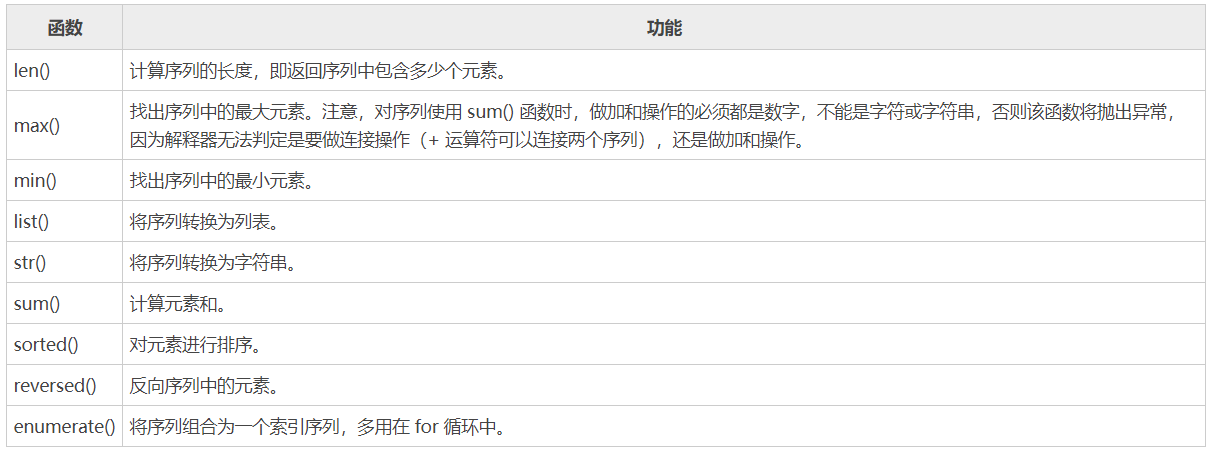 函数 功能
len() 计算序列的长度，即返回序列中包含多少个元素。
max() 找出序列中的最大元素。注意，对序列使用 sum() 函数时，做加和操作的必须都是数字，不能是字符或字符串，否则该函数将抛出异常，
因为解释器无法判定是要做连接操作（+ 运算符可以连接两个序列），还是做加和操作。
min() 找出序列中的最小元素。
list() 将序列转换为列表。
str() 将序列转换为字符串。
sum() 计算元素和。
sorted() 对元素进行排序。
reversed() 反向序列中的元素。
enumerate() 将序列组合为一个索引序列，多用在 for 循环中。